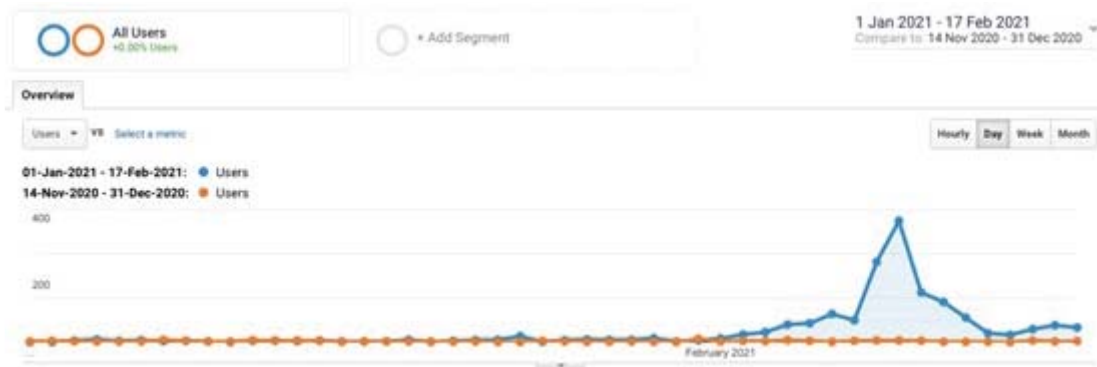 All Users
+0.00% Users
+ Add Segment
1 Jan 2021 - 17 Feb 2021
Compare to: 14 Nov 2020 - 31 Dec 2020
Overview
Users VS Select a metric
Hourly Day Week Month
01-Jan-2021 - 17-Feb-2021: Users
14-Nov-2020 - 31-Dec-2020: Users
400
200
February 2021